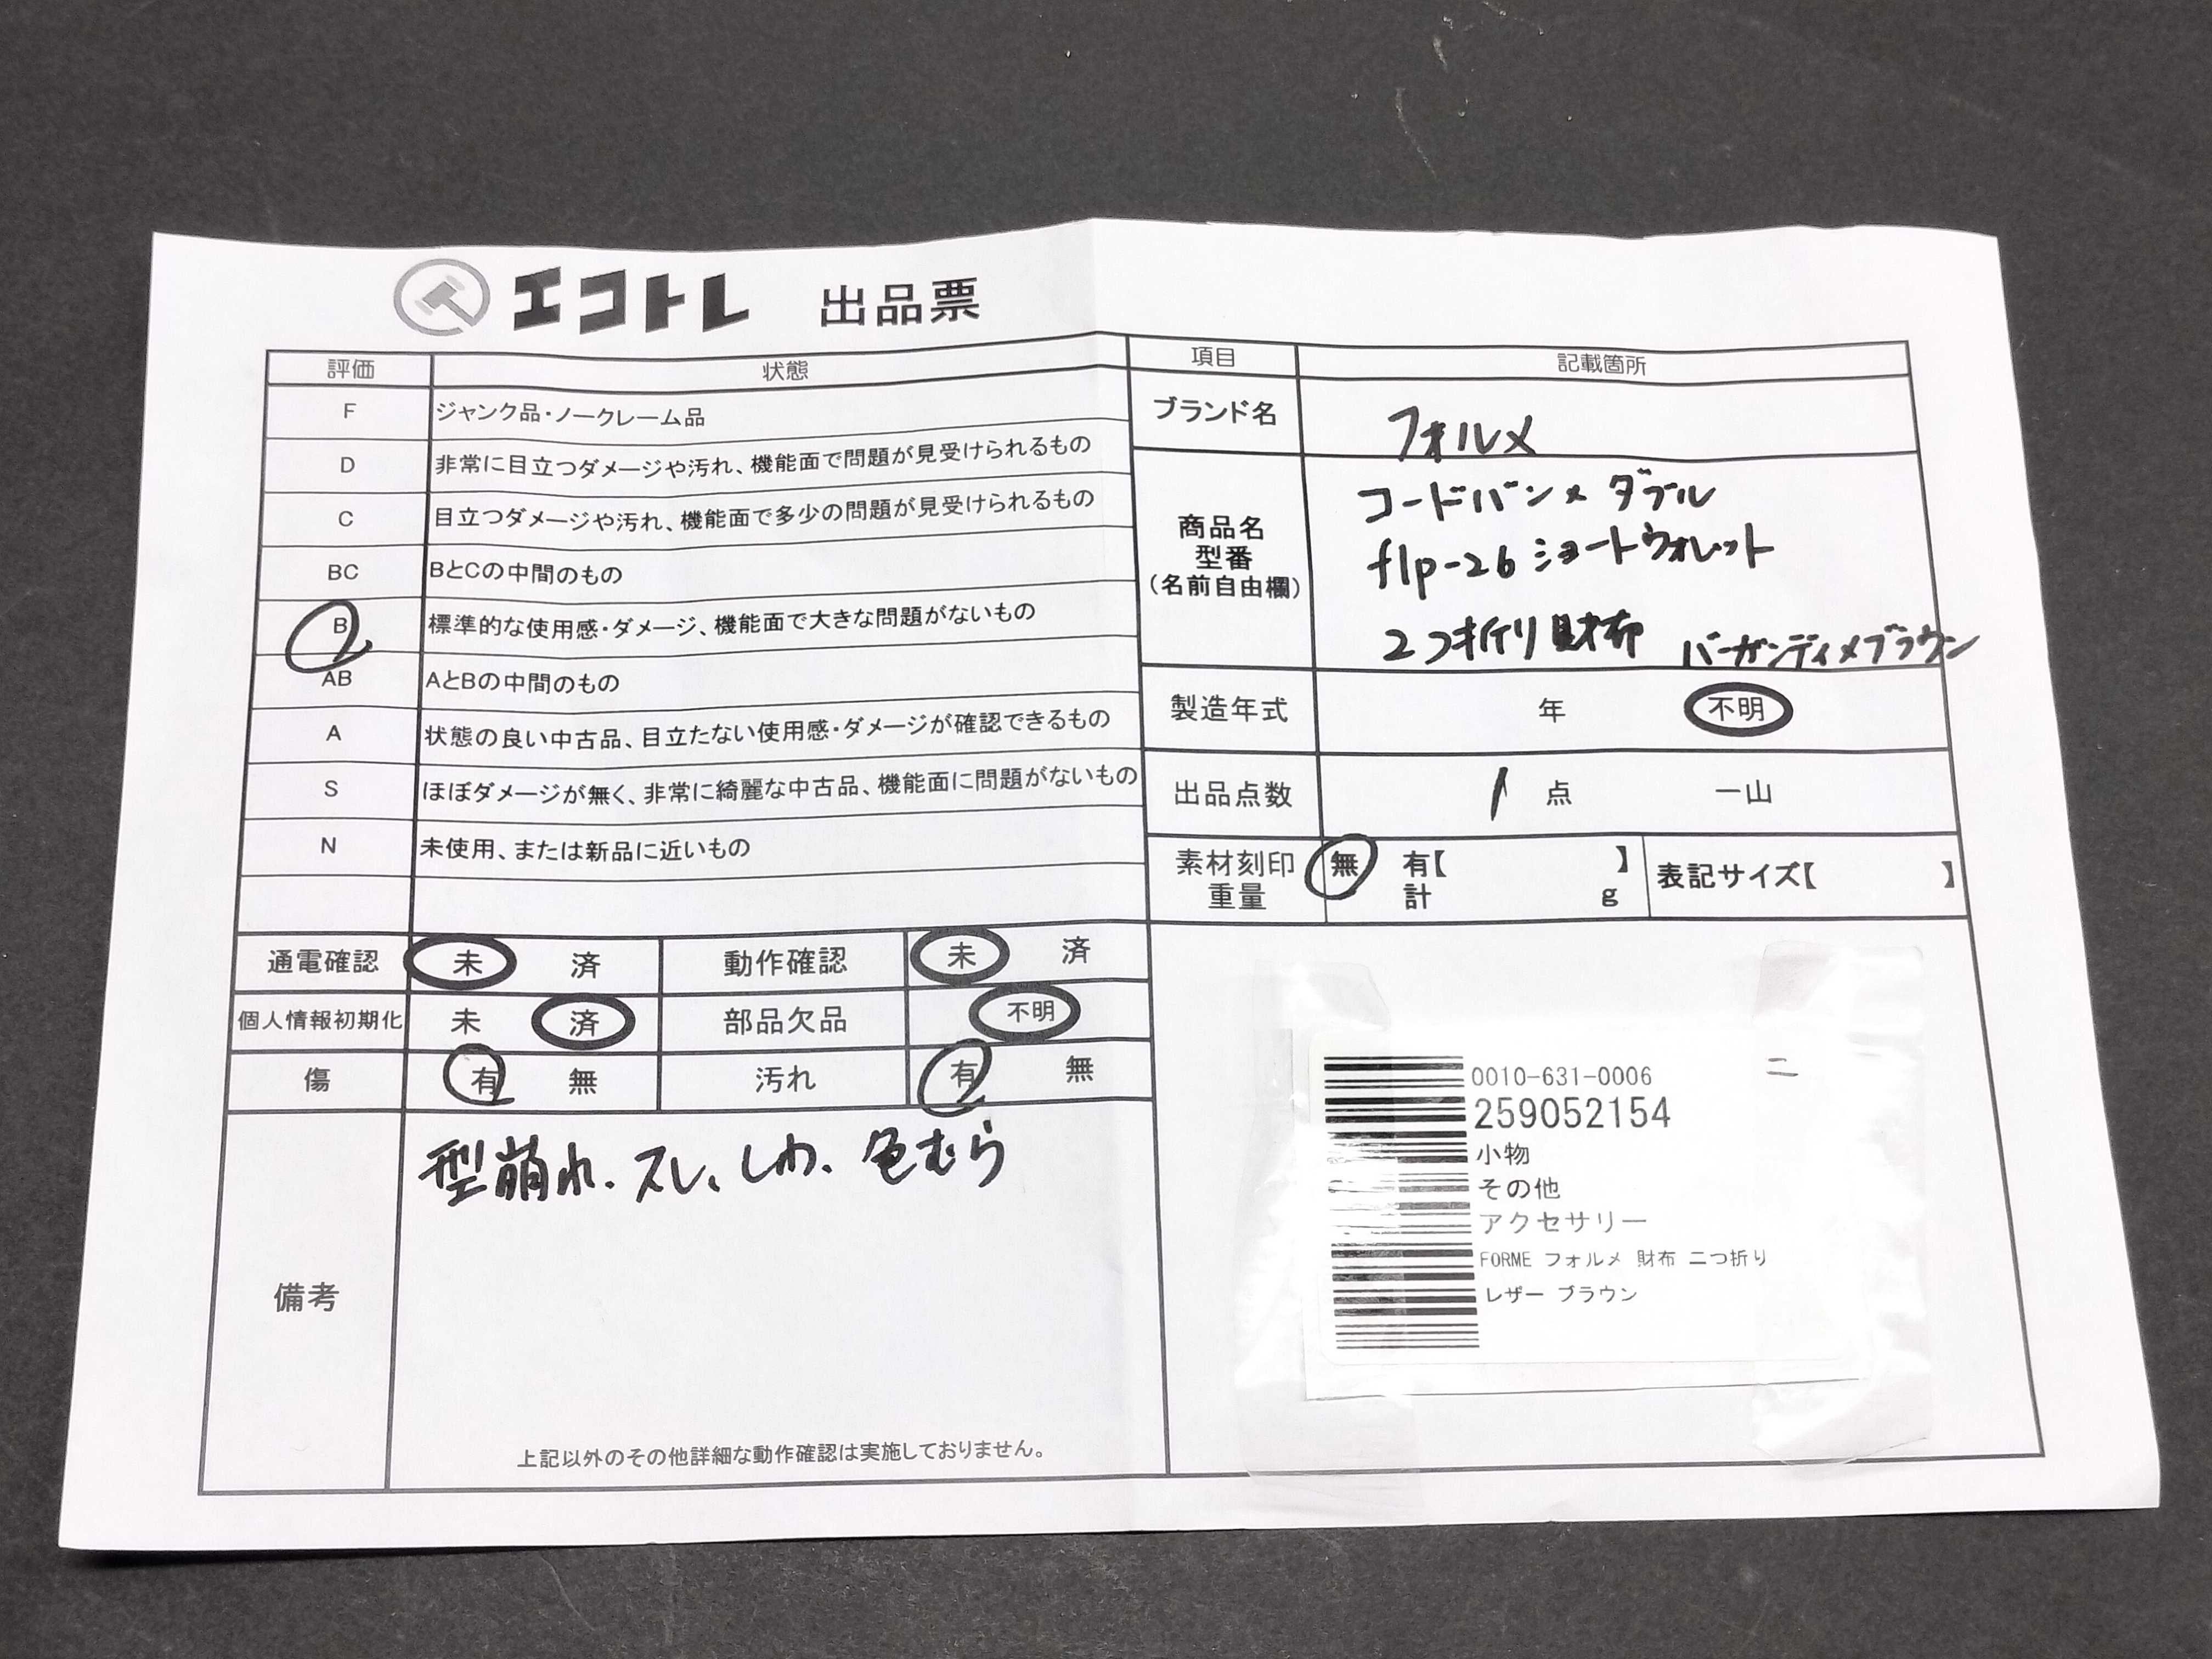 エコトレ 出品票
評価 状態
F ジャンク品・ノークレーム品
D 非常に目立つダメージや汚れ、機能面で問題が見受けられるもの
C 目立つダメージや汚れ、機能面で多少の問題が見受けられるもの
BC BとCの中間のもの
B 標準的な使用感・ダメージ、機能面で大きな問題がないもの
AB AとBの中間のもの
A 状態の良い中古品、目立たない使用感・ダメージが確認できるもの
S ほぼダメージが無く、非常に綺麗な中古品、機能面に問題がないもの
N 未使用、または新品に近いもの
通電確認 未 済 動作確認 未 済
個人情報初期化 未 済 部品欠品 不明
傷 有 無 汚れ 有 無
備考
型崩れ、スレ、しわ、色むら
上記以外のその他詳細な動作確認は実施しておりません。
項目 記載箇所
ブランド名 フォルメ
商品名
型番
(名前自由欄)
コードバン×ダブル
flp-26 ショートウォレット
2つ折り財布 バーガンディ×ブラウン
製造年式 年 不明
出品点数 1 点 一山
素材刻印 無 有【 】 表記サイズ【 】
重量 計 g
0010-631-0006 ニ
259052154
小物
その他
アクセサリー
FORME フォルメ 財布 二つ折り
レザー ブラウン